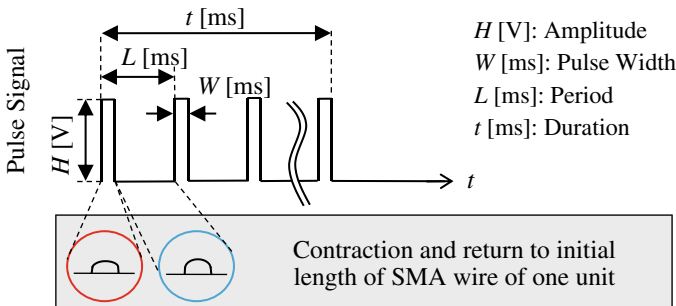 t [ms]
L [ms]
W [ms]
H [V]
Pulse Signal
t
H [V]: Amplitude
W [ms]: Pulse Width
L [ms]: Period
t [ms]: Duration
Contraction and return to initial
length of SMA wire of one unit